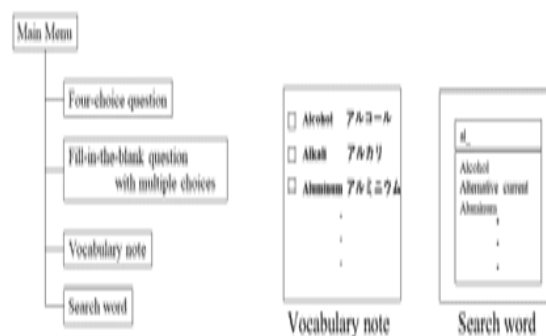 Main Menu
Four-choice question
Fill-in-the-blank question
with multiple choices
Vocabulary note
Search word
Alcohol アルコール
Alkali アルカリ
Aluminum アルミニウム
Vocabulary note
al_
Alcohol
Alternative current
Aluminum
Search word